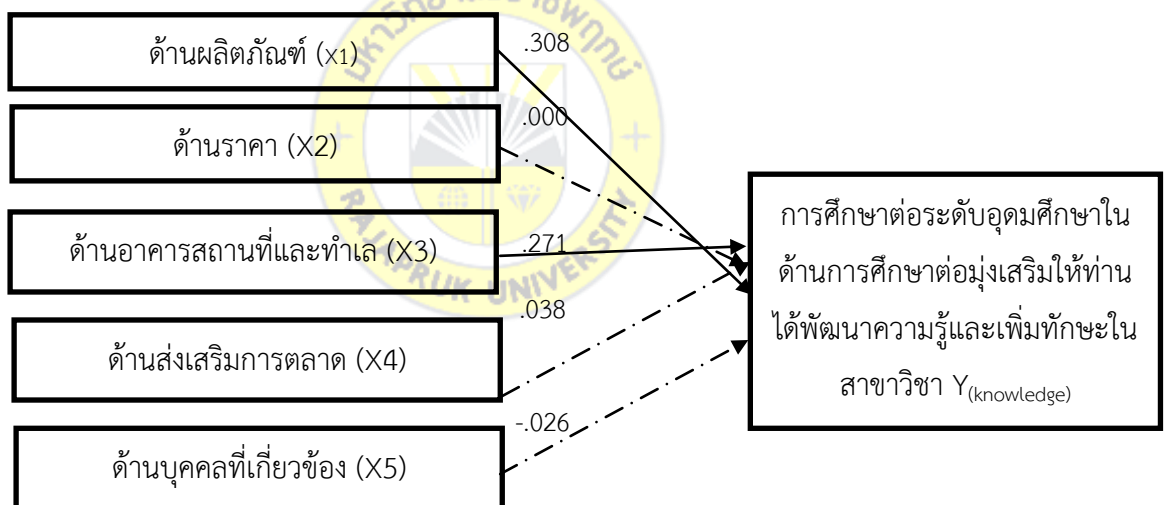 ด้านผลิตภัณฑ์ (X1)
.308
ด้านราคา (X2)
.000
ด้านอาคารสถานที่และทำเล (X3)
.271
ด้านส่งเสริมการตลาด (X4)
.038
ด้านบุคคลที่เกี่ยวข้อง (X5)
-.026
การศึกษาต่อระดับอุดมศึกษาใน
ด้านการศึกษาต่อมุ่งเสริมให้ท่าน
ได้พัฒนาความรู้และเพิ่มทักษะใน
สาขาวิชา Y(knowledge)
RAJAPRUK UNIVERSITY